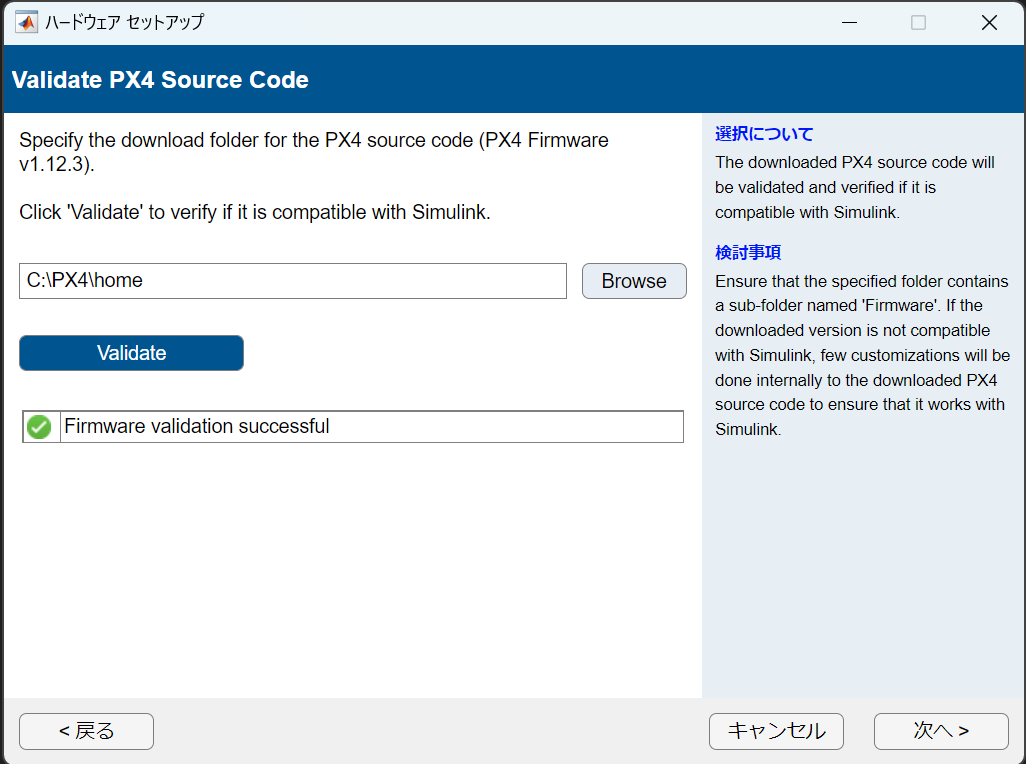 ハードウェア セットアップ
Validate PX4 Source Code
Specify the download folder for the PX4 source code (PX4 Firmware
v1.12.3).
Click 'Validate' to verify if it is compatible with Simulink.
C:\PX4\home
Browse
Validate
Firmware validation successful
選択について
The downloaded PX4 source code will
be validated and verified if it is
compatible with Simulink.
検討事項
Ensure that the specified folder contains
a sub-folder named 'Firmware'. If the
downloaded version is not compatible
with Simulink, few customizations will be
done internally to the downloaded PX4
source code to ensure that it works with
Simulink.
< 戻る
キャンセル
次へ >